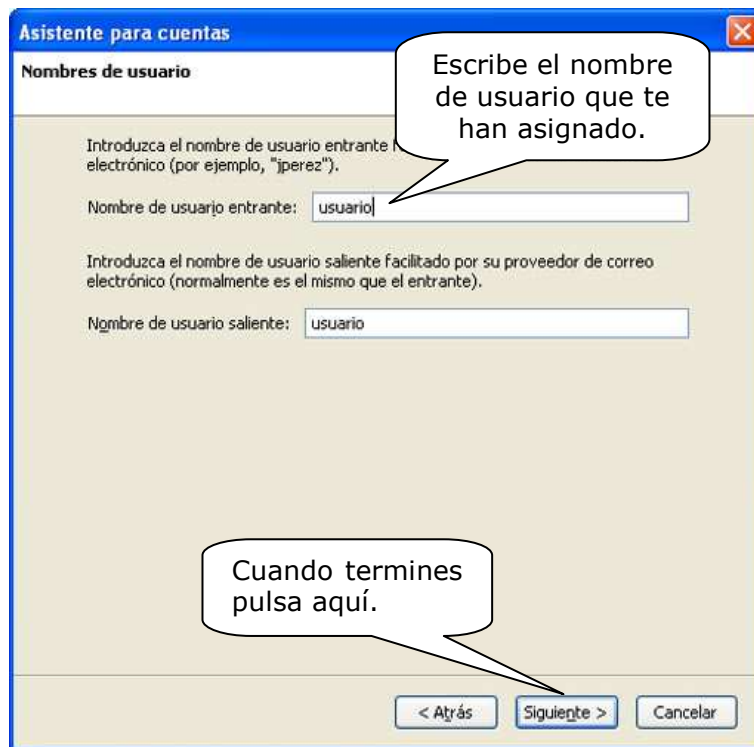 Asistente para cuentas
Nombres de usuario
Escribe el nombre
de usuario que te
han asignado.
Introduzca el nombre de usuario entrante
electrónico (por ejemplo, "jperez").
Nombre de usuario entrante: usuario
Introduzca el nombre de usuario saliente facilitado por su proveedor de correo
electrónico (normalmente es el mismo que el entrante).
Nombre de usuario saliente: usuario
Cuando termines
pulsa aquí.
< Atrás Siguiente > Cancelar